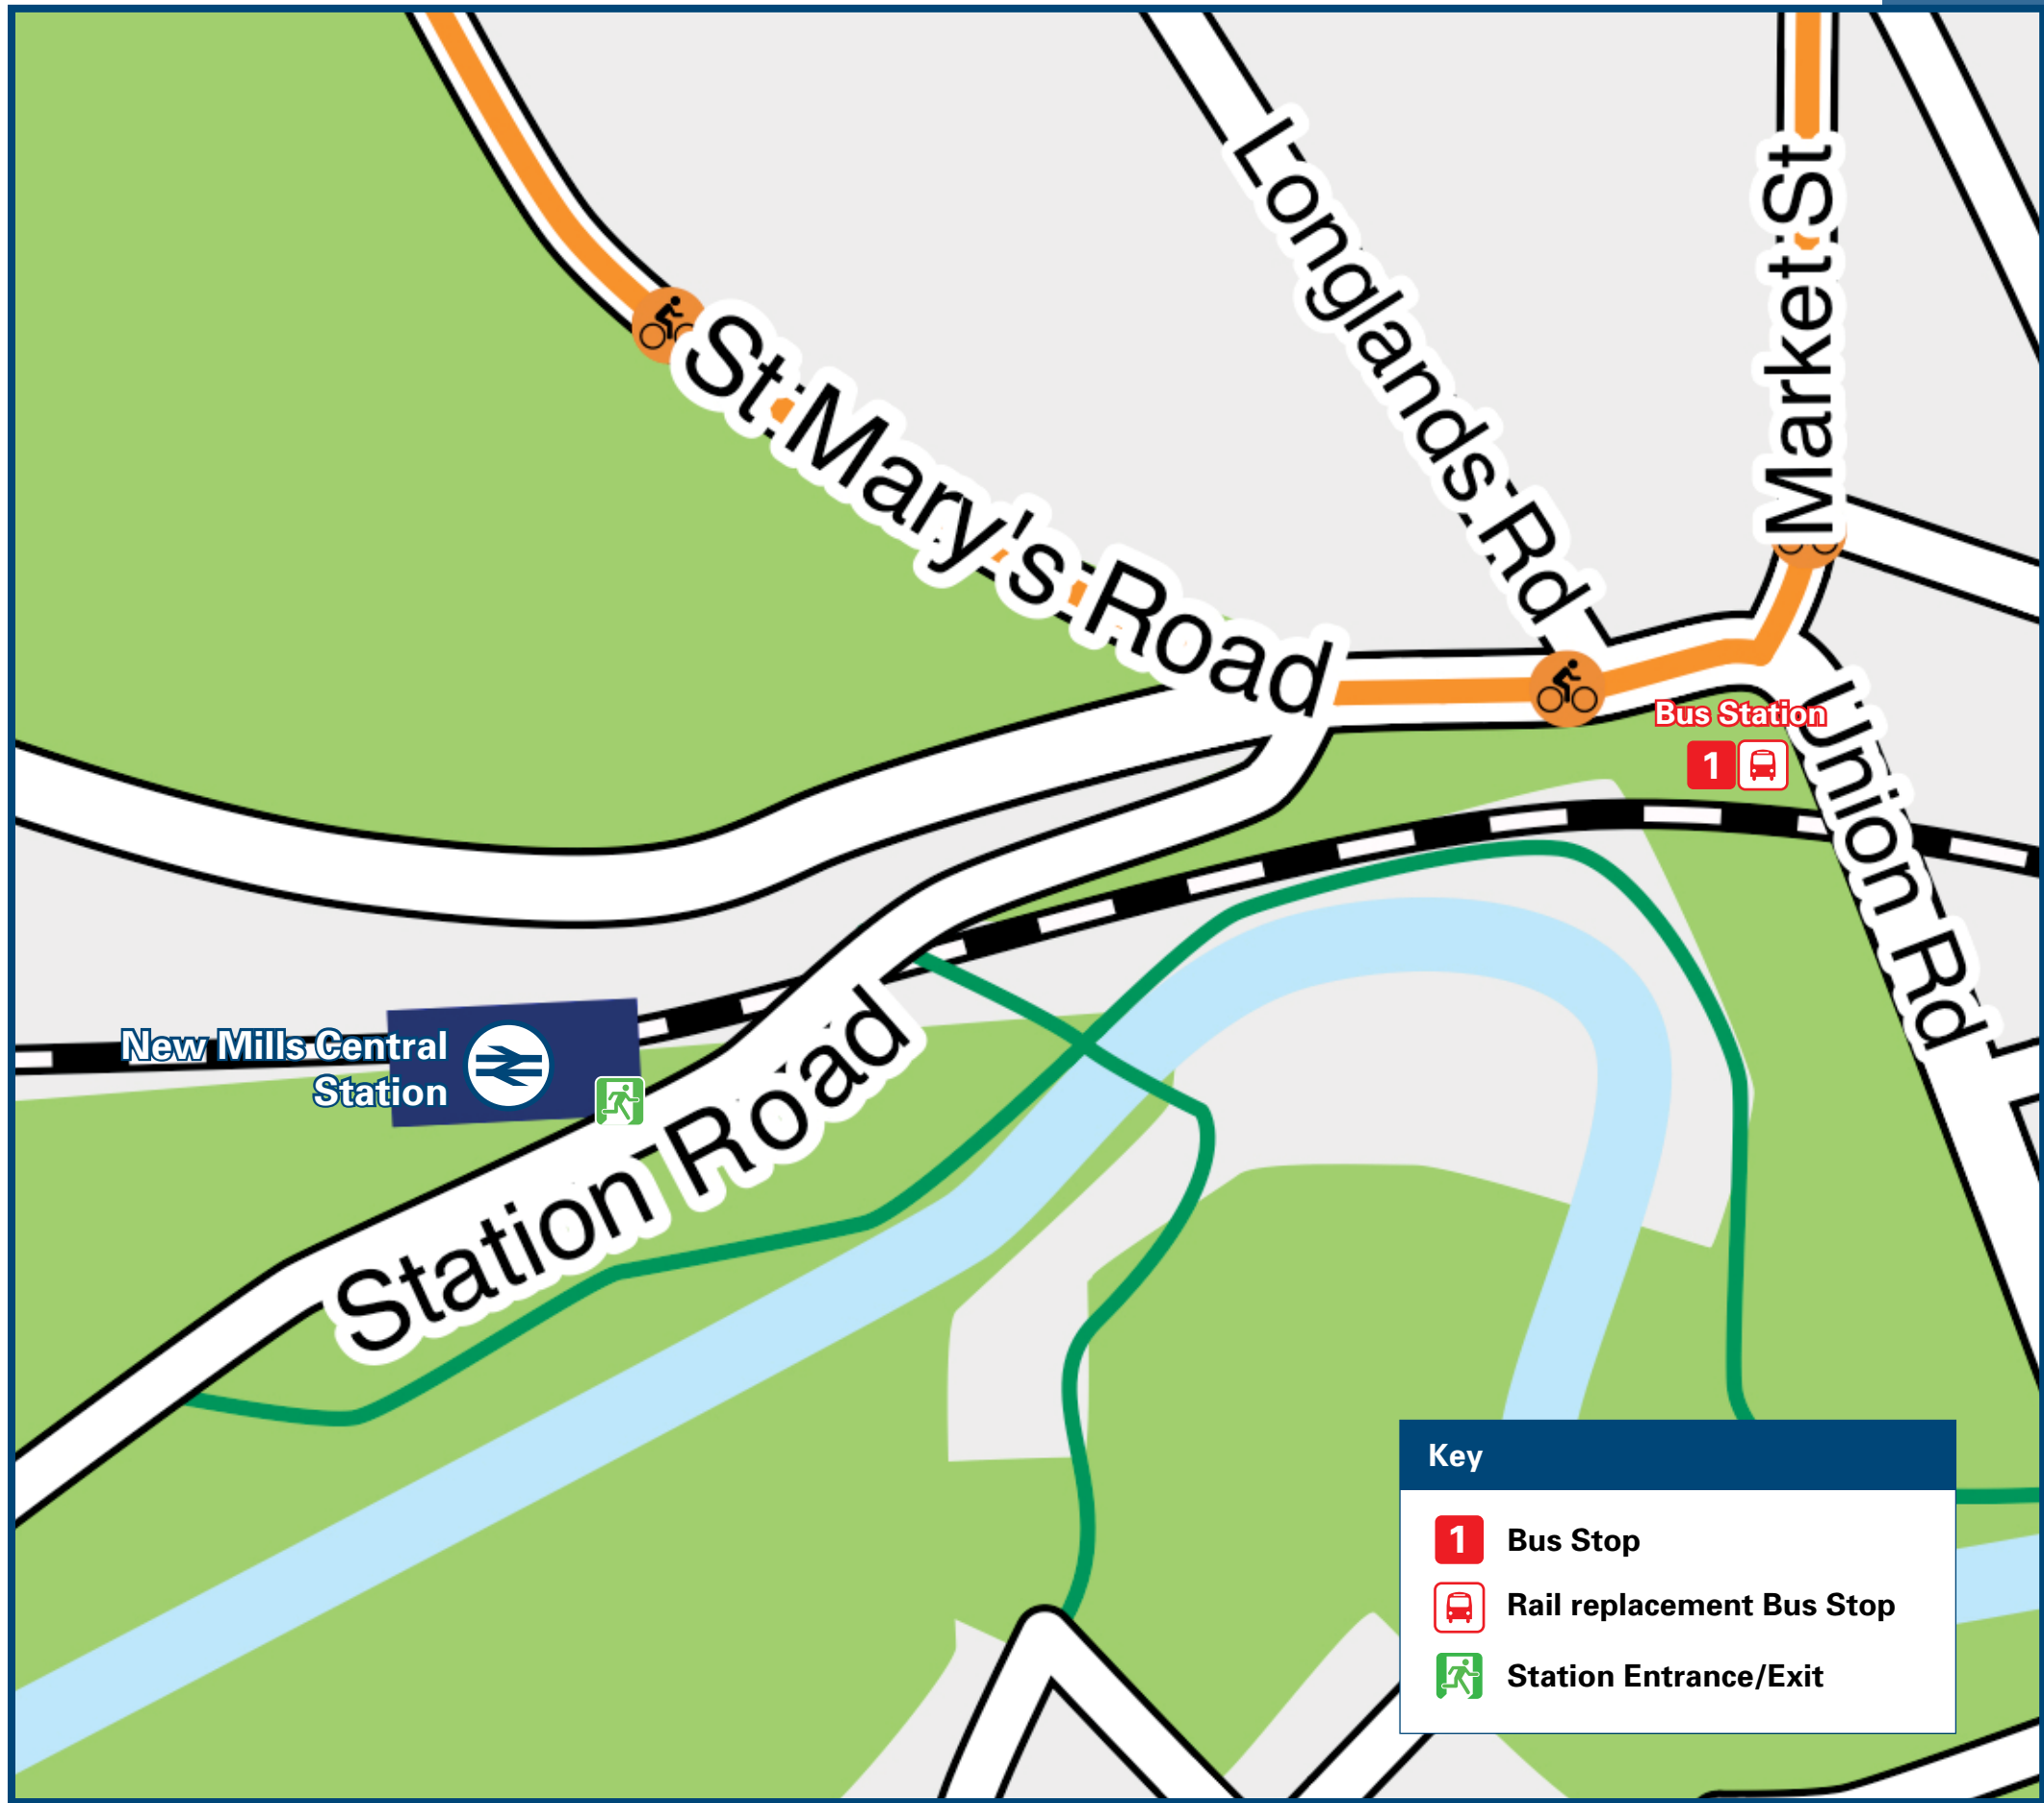 Longlands Rd
Market St
St Mary's Road
Bus Station
1
Union Rd
New Mills Central
Station
Station Road
Key
1 Bus Stop
Rail replacement Bus Stop
Station Entrance/Exit